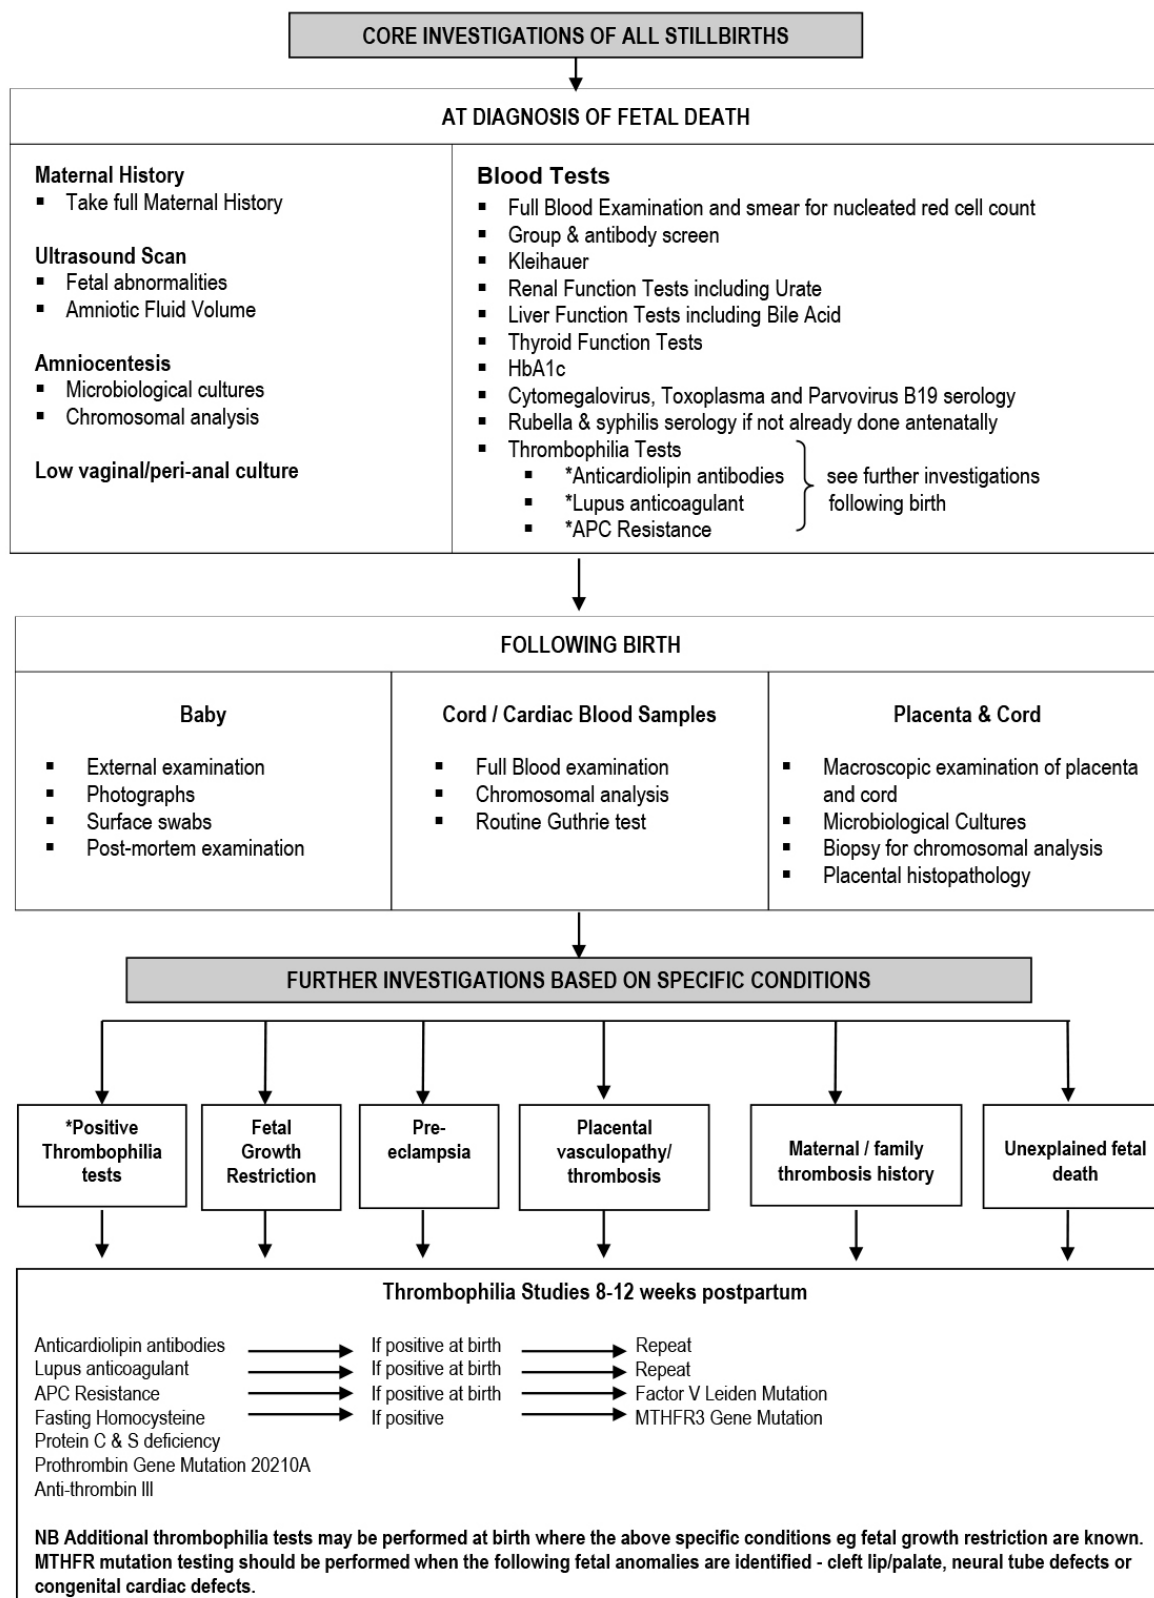 CORE INVESTIGATIONS OF ALL STILLBIRTHS
AT DIAGNOSIS OF FETAL DEATH
Maternal History
▪ Take full Maternal History
Ultrasound Scan
▪ Fetal abnormalities
▪ Amniotic Fluid Volume
Amniocentesis
▪ Microbiological cultures
▪ Chromosomal analysis
Low vaginal/peri-anal culture
Blood Tests
▪ Full Blood Examination and smear for nucleated red cell count
▪ Group & antibody screen
▪ Kleihauer
▪ Renal Function Tests including Urate
▪ Liver Function Tests including Bile Acid
▪ Thyroid Function Tests
▪ HbA1c
▪ Cytomegalovirus, Toxoplasma and Parvovirus B19 serology
▪ Rubella & syphilis serology if not already done antenatally
▪ Thrombophilia Tests
▪ *Anticardiolipin antibodies
▪ *Lupus anticoagulant
▪ *APC Resistance
see further investigations
following birth
FOLLOWING BIRTH
Baby
▪ External examination
▪ Photographs
▪ Surface swabs
▪ Post-mortem examination
Cord / Cardiac Blood Samples
▪ Full Blood examination
▪ Chromosomal analysis
▪ Routine Guthrie test
Placenta & Cord
▪ Macroscopic examination of placenta
and cord
▪ Microbiological Cultures
▪ Biopsy for chromosomal analysis
▪ Placental histopathology
FURTHER INVESTIGATIONS BASED ON SPECIFIC CONDITIONS
*Positive
Thrombophilia
tests
Fetal
Growth
Restriction
Pre-
eclampsia
Placental
vasculopathy/
thrombosis
Maternal / family
thrombosis history
Unexplained fetal
death
Thrombophilia Studies 8-12 weeks postpartum
Anticardiolipin antibodies If positive at birth Repeat
Lupus anticoagulant If positive at birth Repeat
APC Resistance If positive at birth Factor V Leiden Mutation
Fasting Homocysteine If positive MTHFR3 Gene Mutation
Protein C & S deficiency
Prothrombin Gene Mutation 20210A
Anti-thrombin III
NB Additional thrombophilia tests may be performed at birth where the above specific conditions eg fetal growth restriction are known.
MTHFR mutation testing should be performed when the following fetal anomalies are identified - cleft lip/palate, neural tube defects or
congenital cardiac defects.